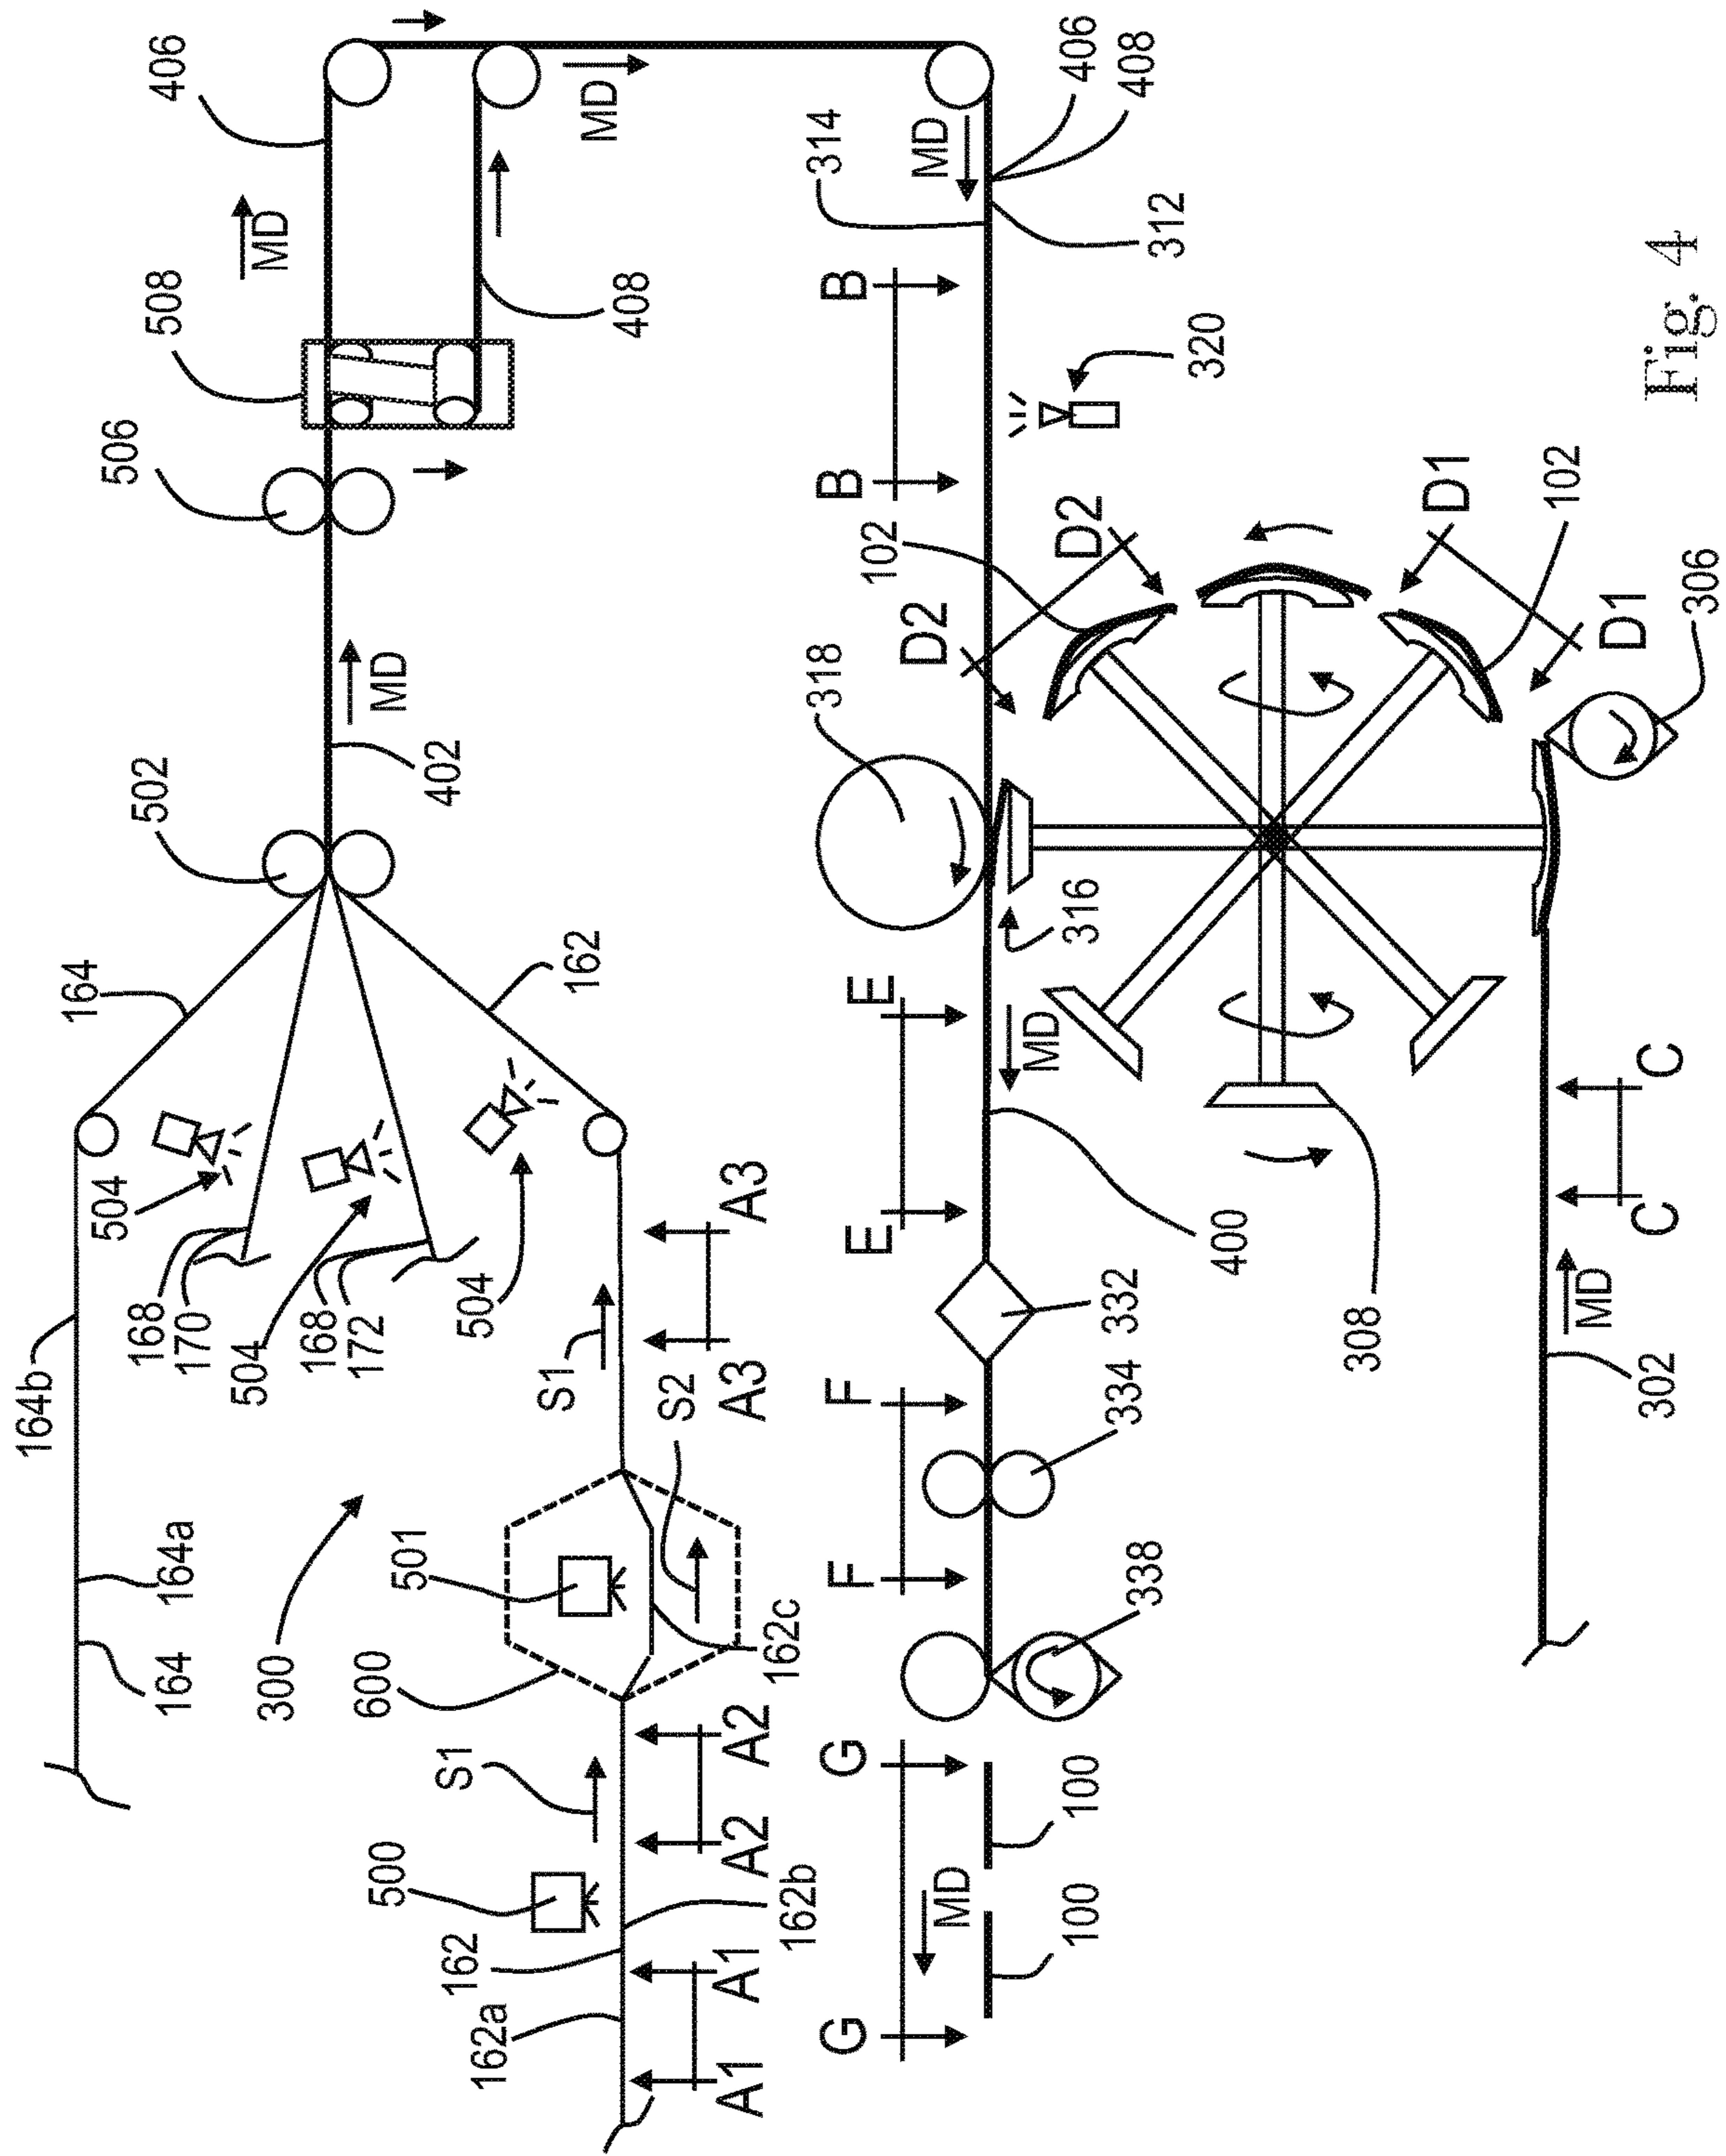 164b
164
164a
164
300
504
168
170
504
168
172
504
162
502
402
MD
506
508
MD
406
408
MD
S1
A3
A3
S2
501
600
162c
S1
A2
A2
500
162
162b
162a
A1
A1
314
MD
406
408
312
B
B
320
102
D2
D2
318
316
E
E
MD
400
332
F
F
334
338
G
G
MD
100
100
D1
D1
102
306
308
C
C
MD
302
Fig. 4